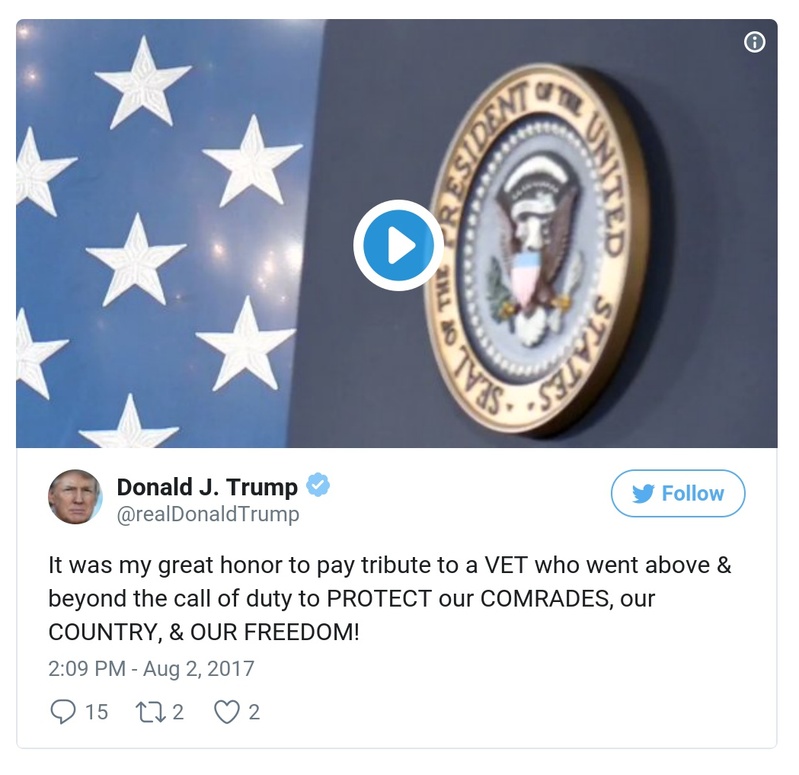 SEAL OF THE PRESIDENT OF THE UNITED STATES
Donald J. Trump
@realDonaldTrump
Follow
It was my great honor to pay tribute to a VET who went above &
beyond the call of duty to PROTECT our COMRADES, our
COUNTRY, & OUR FREEDOM!
2:09 PM - Aug 2, 2017
15 2 2